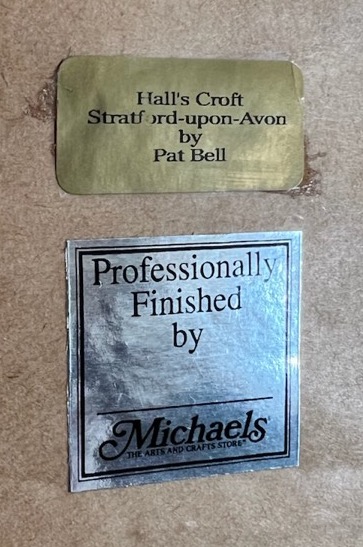 Hall's Croft
Stratford-upon-Avon
by
Pat Bell
Professionally
Finished
by
Michaels
THE ARTS AND CRAFTS STORE